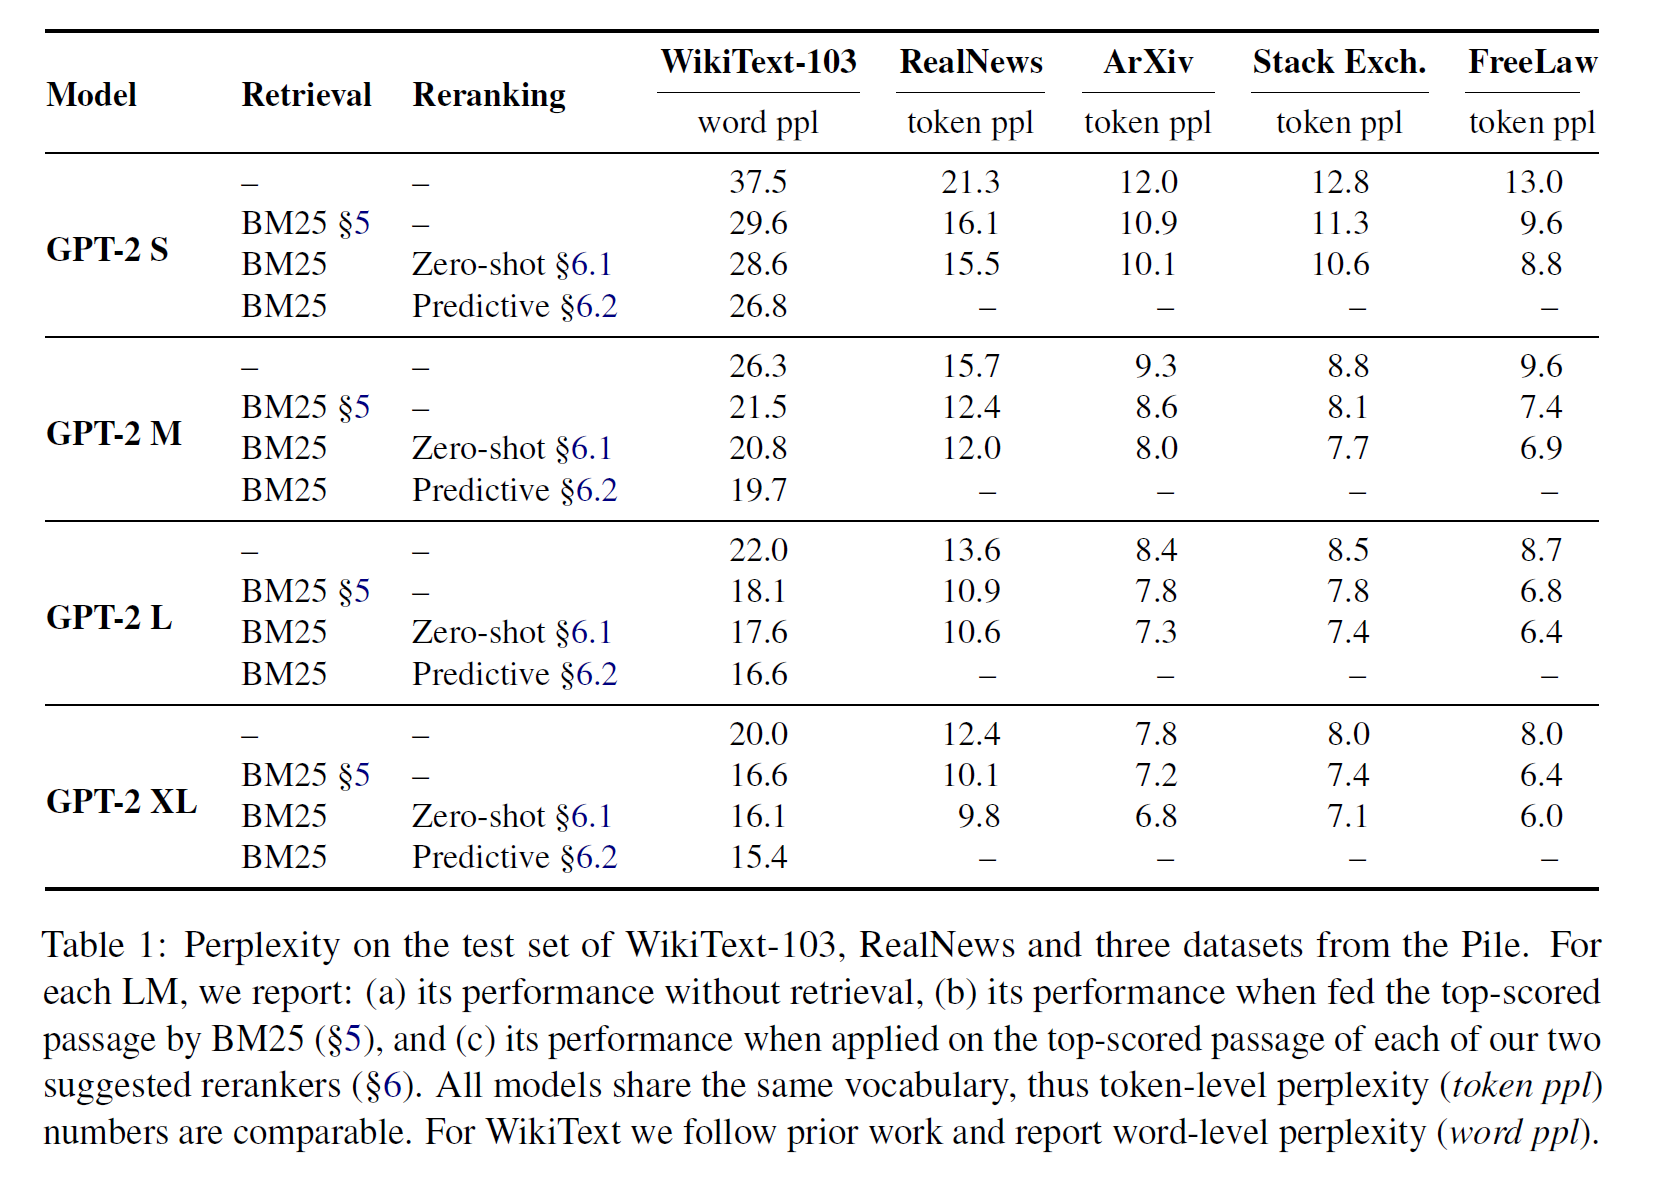 Model Retrieval Reranking WikiText-103 RealNews ArXiv Stack Exch. FreeLaw
word ppl token ppl token ppl token ppl token ppl
GPT-2 S
– – 37.5 21.3 12.0 12.8 13.0
BM25 §5 – 29.6 16.1 10.9 11.3 9.6
BM25 Zero-shot §6.1 28.6 15.5 10.1 10.6 8.8
BM25 Predictive §6.2 26.8 – – – –
GPT-2 M
– – 26.3 15.7 9.3 8.8 9.6
BM25 §5 – 21.5 12.4 8.6 8.1 7.4
BM25 Zero-shot §6.1 20.8 12.0 8.0 7.7 6.9
BM25 Predictive §6.2 19.7 – – – –
GPT-2 L
– – 22.0 13.6 8.4 8.5 8.7
BM25 §5 – 18.1 10.9 7.8 7.8 6.8
BM25 Zero-shot §6.1 17.6 10.6 7.3 7.4 6.4
BM25 Predictive §6.2 16.6 – – – –
GPT-2 XL
– – 20.0 12.4 7.8 8.0 8.0
BM25 §5 – 16.6 10.1 7.2 7.4 6.4
BM25 Zero-shot §6.1 16.1 9.8 6.8 7.1 6.0
BM25 Predictive §6.2 15.4 – – – –
Table 1: Perplexity on the test set of WikiText-103, RealNews and three datasets from the Pile. For
each LM, we report: (a) its performance without retrieval, (b) its performance when fed the top-scored
passage by BM25 (§5), and (c) its performance when applied on the top-scored passage of each of our two
suggested rerankers (§6). All models share the same vocabulary, thus token-level perplexity (token ppl)
numbers are comparable. For WikiText we follow prior work and report word-level perplexity (word ppl).